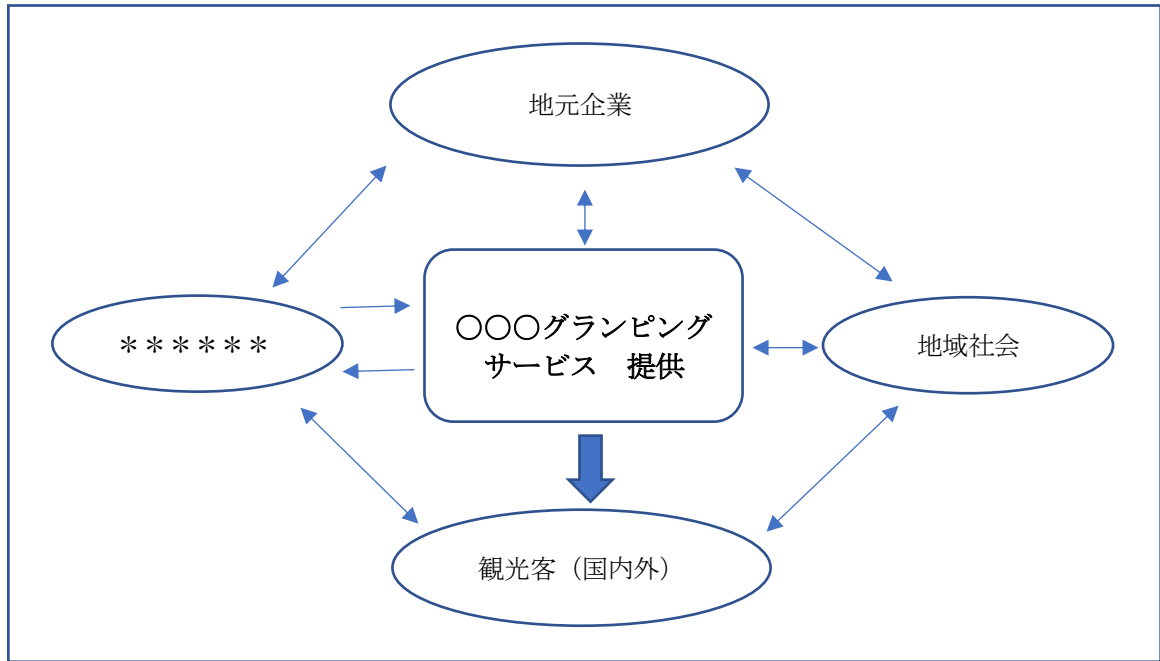 地元企業
〇〇〇グランピング
サービス　提供
＊＊＊＊＊＊
地域社会
観光客（国内外）